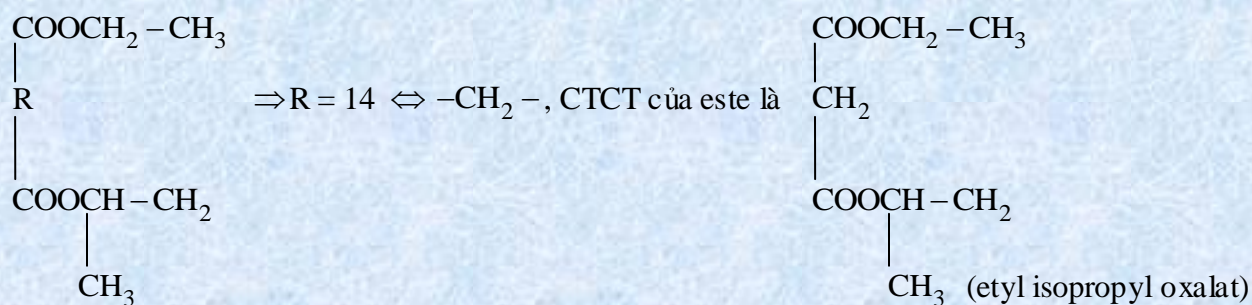 COOCH₂ – CH₃ COOCH₂ – CH₃
R ⇒ R = 14 ⇔ –CH₂ –, CTCT của este là CH₂
COOCH – CH₂ COOCH – CH₂
CH₃ CH₃ (etyl isopropyl oxalat)